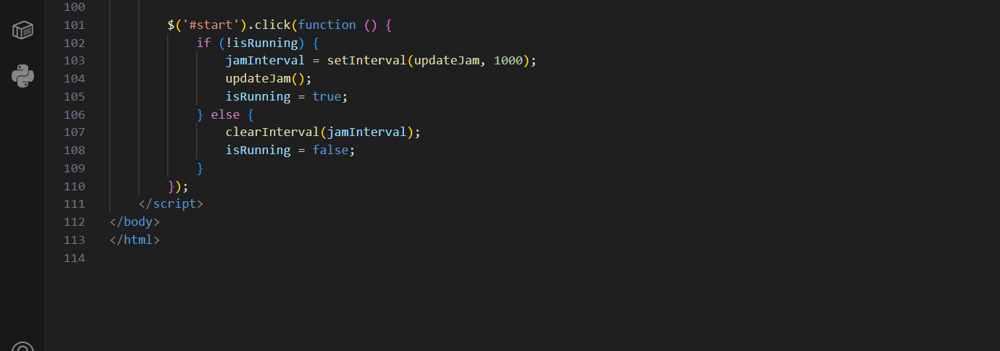 100
101 $('#start').click(function () {
102 if (!isRunning) {
103 jamInterval = setInterval(updateJam, 1000);
104 updateJam();
105 isRunning = true;
106 } else {
107 clearInterval(jamInterval);
108 isRunning = false;
109 }
110 });
111 </script>
112 </body>
113 </html>
114